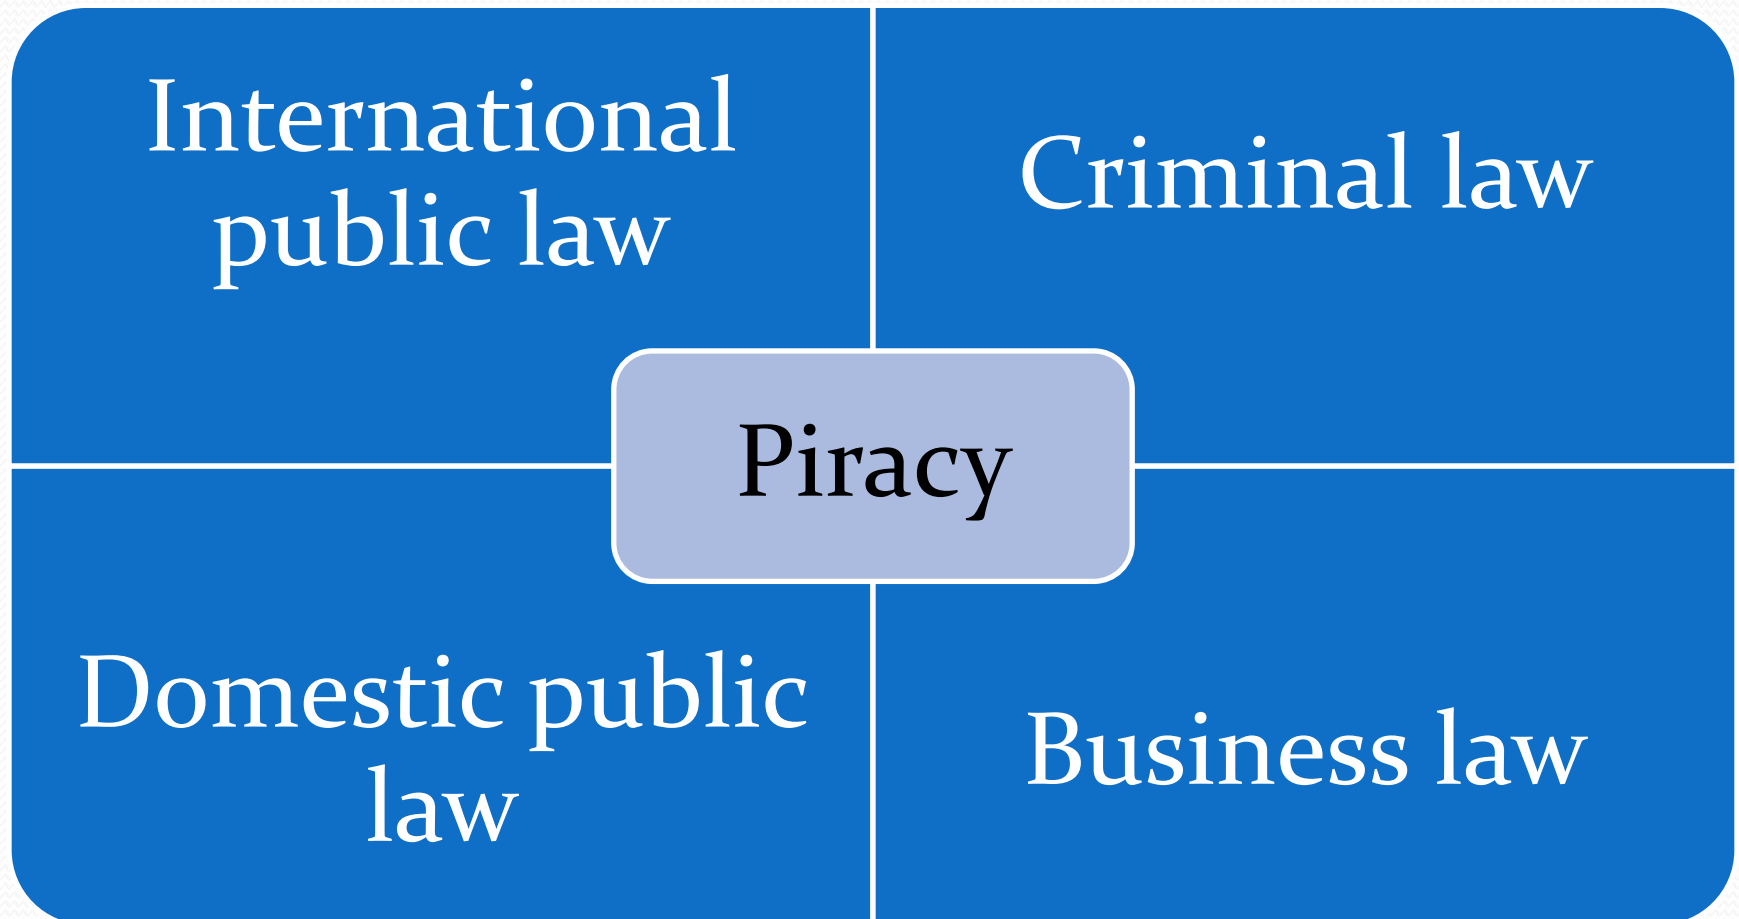 International
public law
Criminal law
Piracy
Domestic public
law
Business law